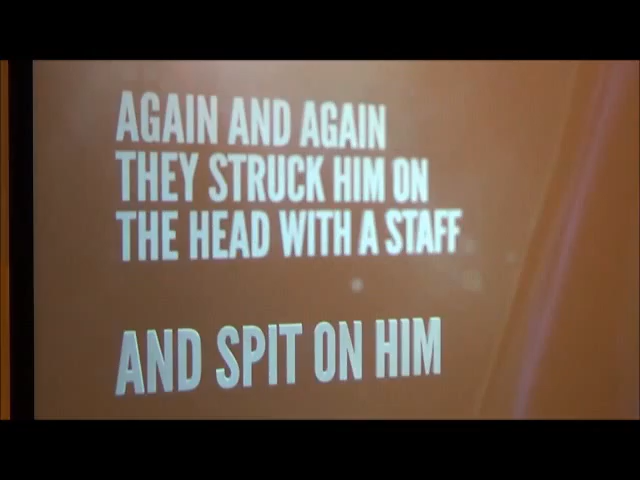 AGAIN AND AGAIN
THEY STRUCK HIM ON
THE HEAD WITH A STAFF
AND SPIT ON HIM